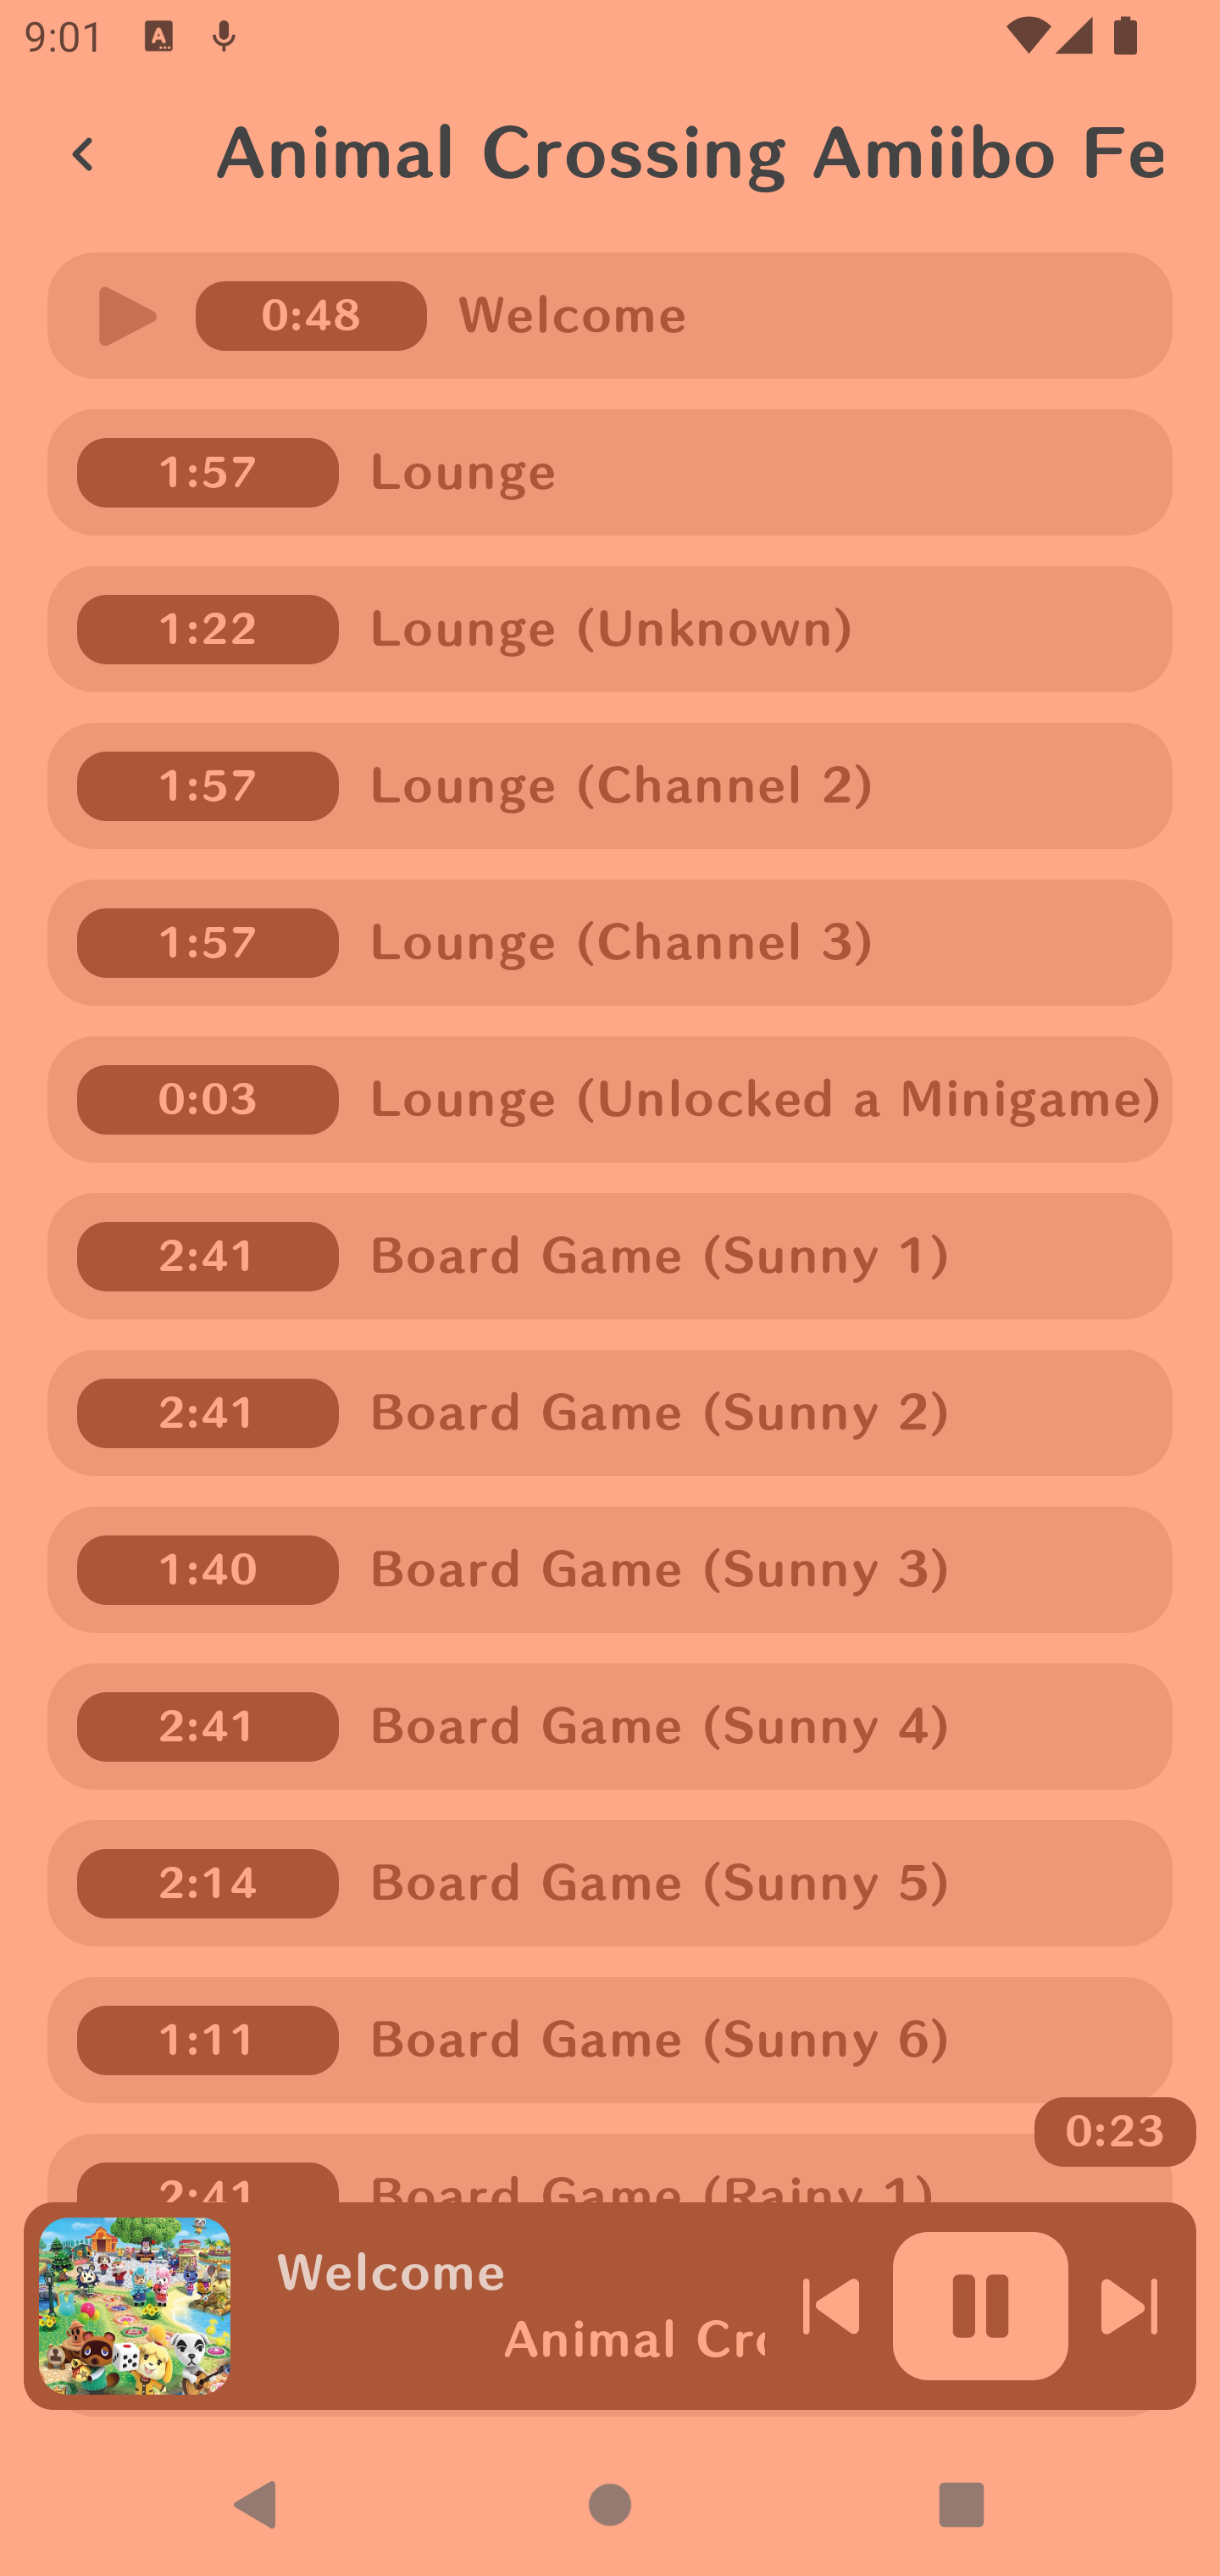 9:01
Animal Crossing Amiibo Fe
0:48 Welcome
1:57 Lounge
1:22 Lounge (Unknown)
1:57 Lounge (Channel 2)
1:57 Lounge (Channel 3)
0:03 Lounge (Unlocked a Minigame)
2:41 Board Game (Sunny 1)
2:41 Board Game (Sunny 2)
1:40 Board Game (Sunny 3)
2:41 Board Game (Sunny 4)
2:14 Board Game (Sunny 5)
1:11 Board Game (Sunny 6)
0:23
2:41 Board Game (Rainy 1)
Welcome
Animal Cro